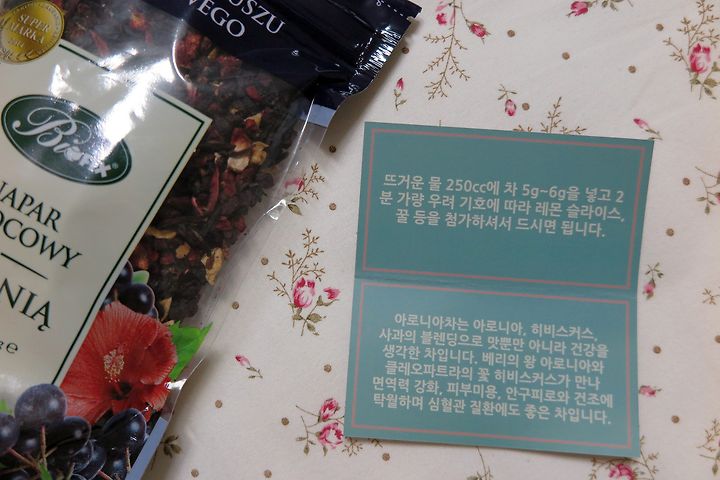 SUSZU
WEGO
SUPER
MARKA
Bifix
NAPAR
OCOWY
NIĄ
뜨거운 물 250cc에 차 5g~6g을 넣고 2
분 가량 우려 기호에 따라 레몬 슬라이스,
꿀 등을 첨가하셔서 드시면 됩니다.
아로니아차는 아로니아, 히비스커스,
사과의 블렌딩으로 맛뿐만 아니라 건강을
생각한 차입니다. 베리의 왕 아로니아와
클레오파트라의 꽃 히비스커스가 만나
면역력 강화, 피부미용, 안구피로와 건조에
탁월하며 심혈관 질환에도 좋은 차입니다.